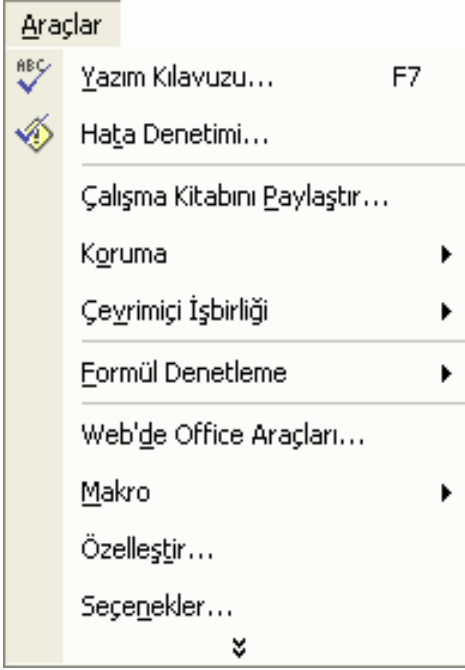 Araçlar
ABC
Yazım Kılavuzu... F7
Hata Denetimi...
Çalışma Kitabını Paylaştır...
Koruma
Çevrimiçi İşbirliği
Formül Denetleme
Web'de Office Araçları...
Makro
Özelleştir...
Seçenekler...